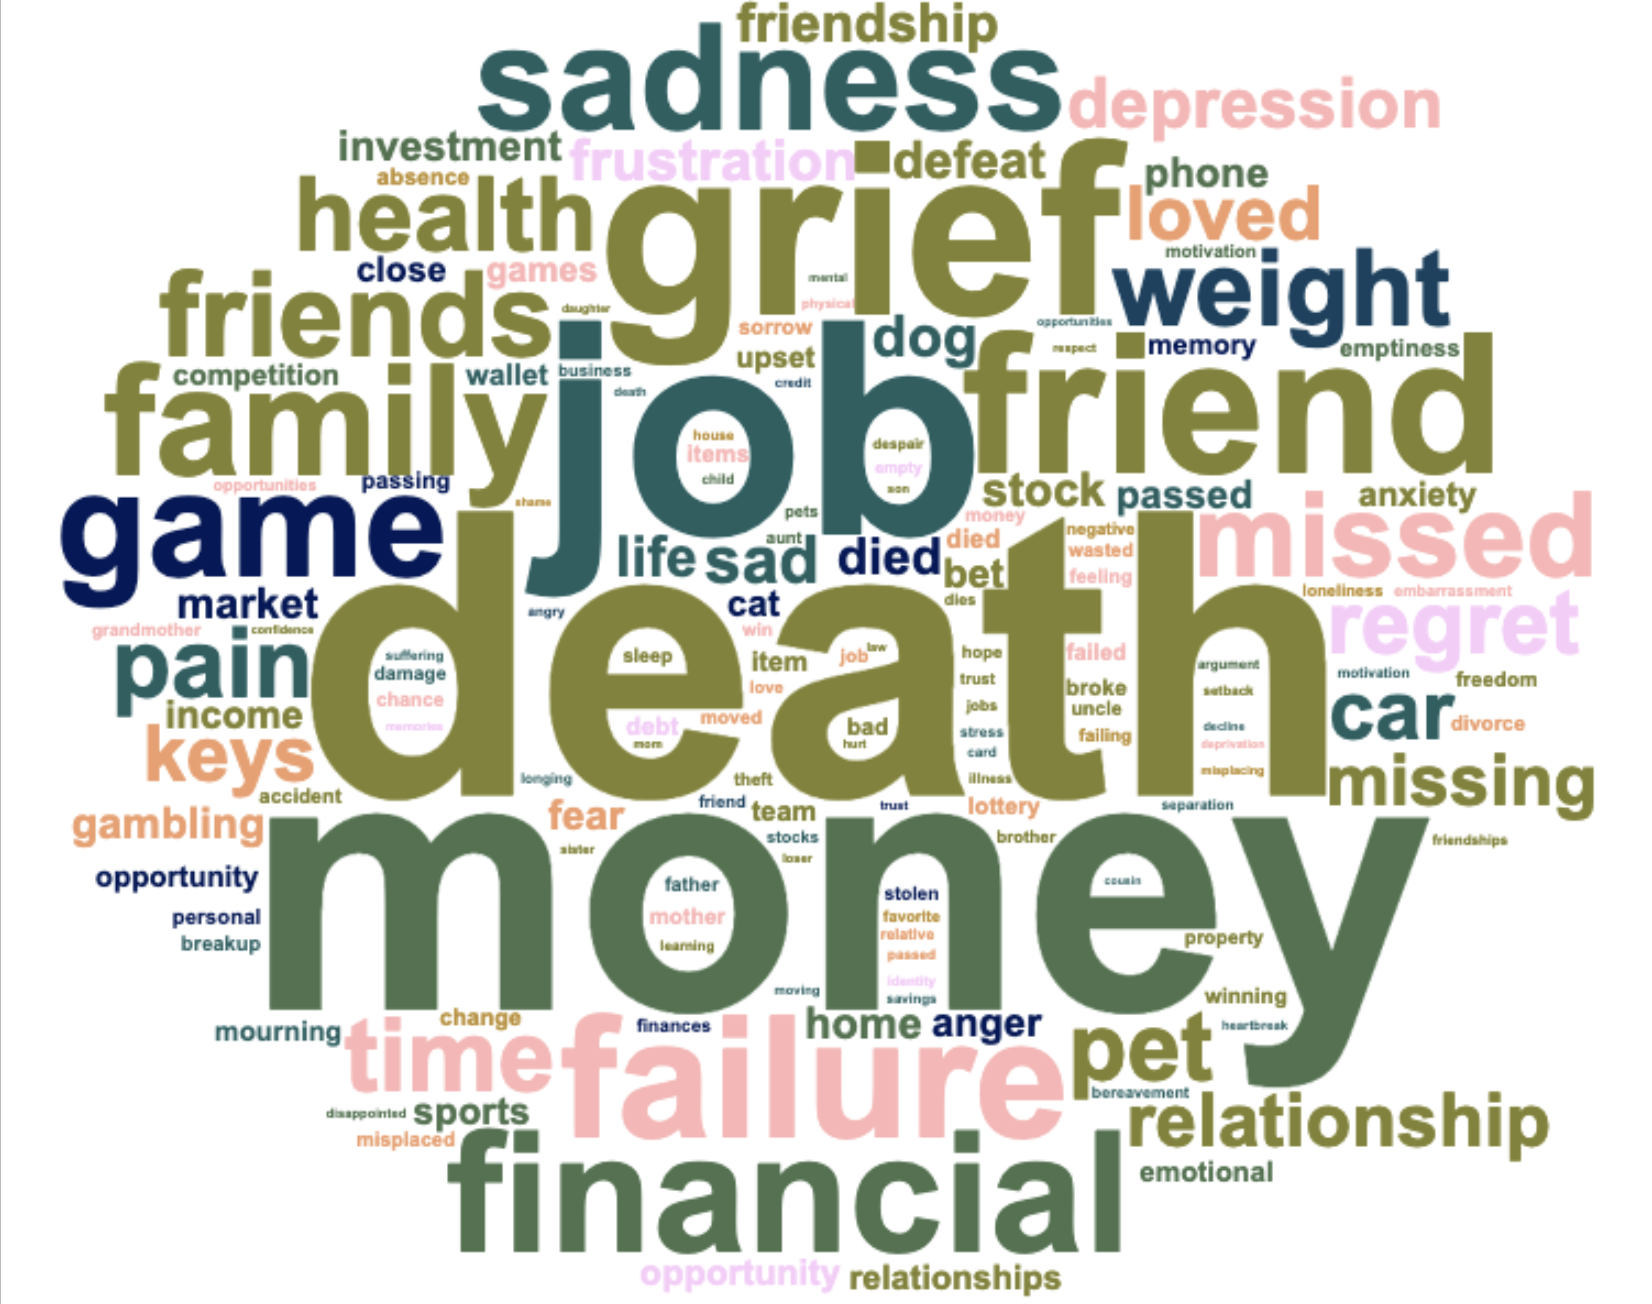 friendship
sadness
depression
investment
frustration
defeat
phone
absence
health
grief
loved
close
games
mental
motivation
weight
friends
daughter
physical
sorrow
dog
opportunities
respect
memory
emptiness
upset
competition
wallet
business
credit
death
family
job
friend
house
items
child
despair
empty
son
opportunities
passing
shame
pets
stock
passed
anxiety
game
aunt
money
negative
missed
life
sad
died
died
wasted
bet
feeling
market
angry
cat
dies
loneliness
embarrassment
grandmother
confidence
win
regret
pain
death
suffering
damage
chance
memories
sleep
item
job
law
hope
failed
argument
motivation
freedom
love
trust
broke
setback
income
debt
moved
bad
jobs
uncle
car
divorce
mom
hurt
stress
failing
decline
deprivation
keys
card
misplacing
longing
theft
illness
missing
accident
gambling
fear
friend
team
trust
lottery
separation
stocks
brother
friendships
sister
loser
money
opportunity
father
stolen
cousin
personal
mother
favorite
relative
breakup
learning
passed
property
identity
moving
savings
winning
mourning
change
finances
home
anger
heartbreak
time
failure
pet
bereavement
disappointed
sports
relationship
misplaced
financial
emotional
opportunity
relationships